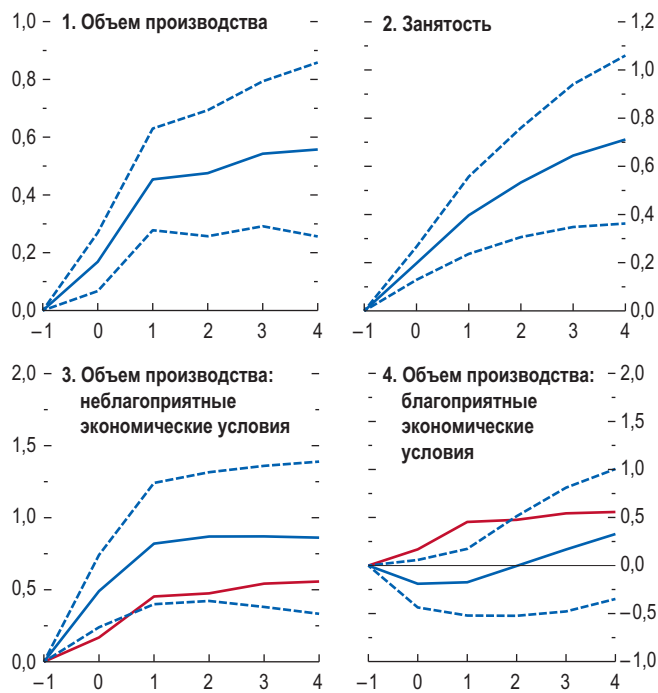 1. Объем производства
1,0
0,8
0,6
0,4
0,2
0,0
–1 0 1 2 3 4
2. Занятость
1,2
1,0
0,8
0,6
0,4
0,2
0,0
–1 0 1 2 3 4
3. Объем производства:
неблагоприятные
экономические условия
2,0
1,5
1,0
0,5
0,0
–1 0 1 2 3 4
4. Объем производства:
благоприятные
экономические
условия
2,0
1,5
1,0
0,5
0,0
–0,5
–1,0
–1 0 1 2 3 4